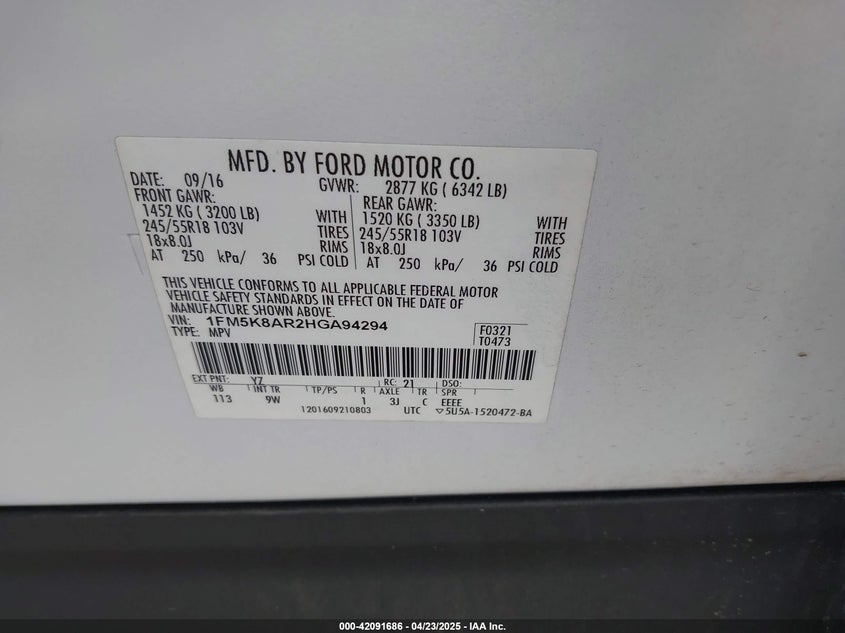 MFD. BY FORD MOTOR CO.
DATE: 09/16 GVWR: 2877 KG ( 6342 LB)
FRONT GAWR: REAR GAWR:
1452 KG ( 3200 LB) WITH 1520 KG ( 3350 LB) WITH
245/55R18 103V TIRES 245/55R18 103V TIRES
18x8.0J RIMS 18x8.0J RIMS
AT 250 kPa/ 36 PSI COLD AT 250 kPa/ 36 PSI COLD
THIS VEHICLE CONFORMS TO ALL APPLICABLE FEDERAL MOTOR
VEHICLE SAFETY STANDARDS IN EFFECT ON THE DATE OF
MANUFACTURE SHOWN ABOVE.
VIN: 1FM5K8AR2HGA94294 F0321
TYPE: MPV T0473
EXT PNT: YZ RC: 21 DSO:
WB INT TR TP/PS R AXLE TR SPR
113 9W 1 3J C EEEE
1201609210803 UTC ▽5U5A-1520472-BA
000-42091686 / 04/23/2025 - IAA Inc.